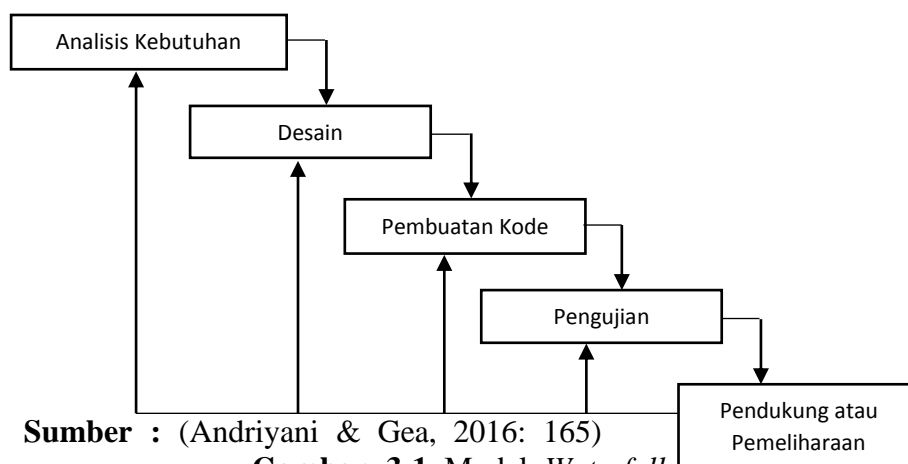 Analisis Kebutuhan
Desain
Pembuatan Kode
Pengujian
Pendukung atau
Pemeliharaan
Sumber : (Andriyani & Gea, 2016: 165)
Gambar 3.1 Model Waterfall